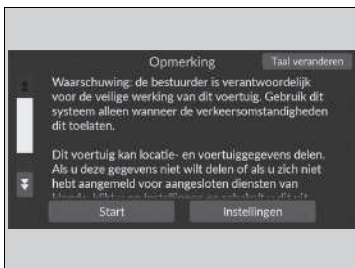 Opmerking
Taal veranderen
Waarschuwing: de bestuurder is verantwoordelijk
voor de veilige werking van dit voertuig. Gebruik dit
systeem alleen wanneer de verkeersomstandigheden
dit toelaten.
Dit voertuig kan locatie- en voertuiggegevens delen.
Als u deze gegevens niet wilt delen of als u zich niet
hebt aangemeld voor aangesloten diensten van
Start
Instellingen